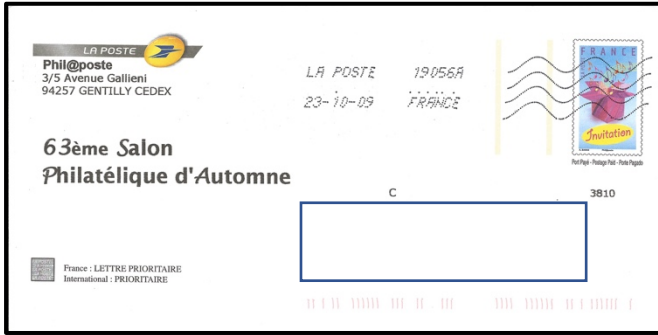 LA POSTE
Phil@poste
3/5 Avenue Gallieni
94257 GENTILLY CEDEX
LA POSTE 19056A
23-10-09 FRANCE
FRANCE
Invitation
Port Payé - Postage Paid - Porte Pagado
63ème Salon
Philatélique d'Automne
C 3810
France : LETTRE PRIORITAIRE
International : PRIORITAIRE